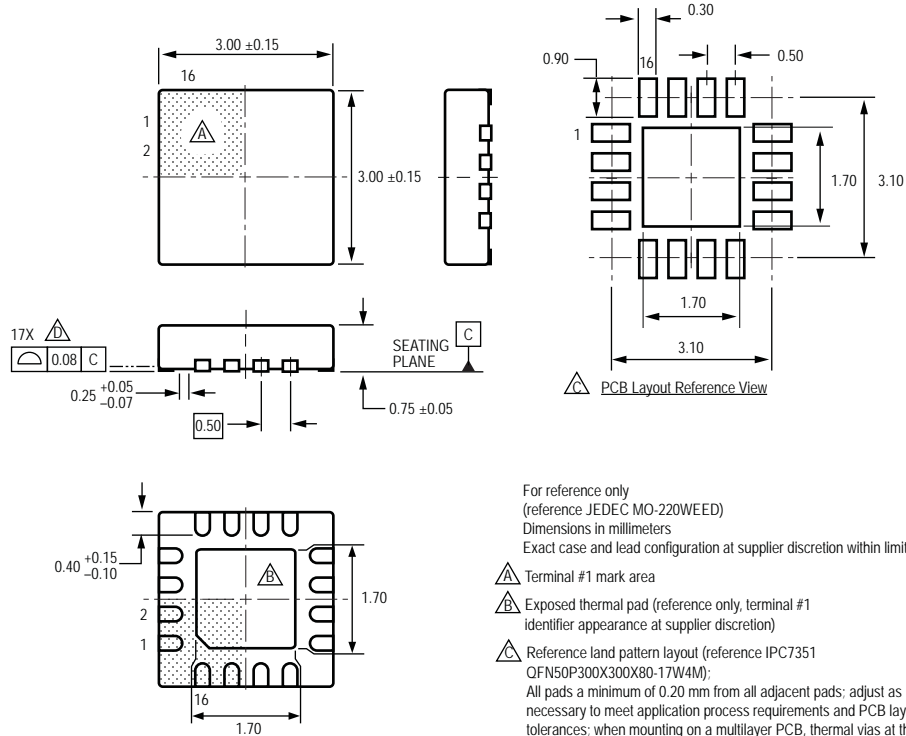 3.00 ±0.15
16
1
2
A
3.00 ±0.15
0.30
0.90
16
0.50
1
1.70
3.10
1.70
3.10
C PCB Layout Reference View
17X D
0.08 C
0.25 +0.05 –0.07
0.50
SEATING
PLANE
C
0.75 ±0.05
0.40 +0.15 –0.10
B
2
1
1.70
16
1.70
For reference only
(reference JEDEC MO-220WEED)
Dimensions in millimeters
Exact case and lead configuration at supplier discretion within limit
A Terminal #1 mark area
B Exposed thermal pad (reference only, terminal #1
identifier appearance at supplier discretion)
C Reference land pattern layout (reference IPC7351
QFN50P300X300X80-17W4M);
All pads a minimum of 0.20 mm from all adjacent pads; adjust as
necessary to meet application process requirements and PCB lay
tolerances; when mounting on a multilayer PCB, thermal vias at th